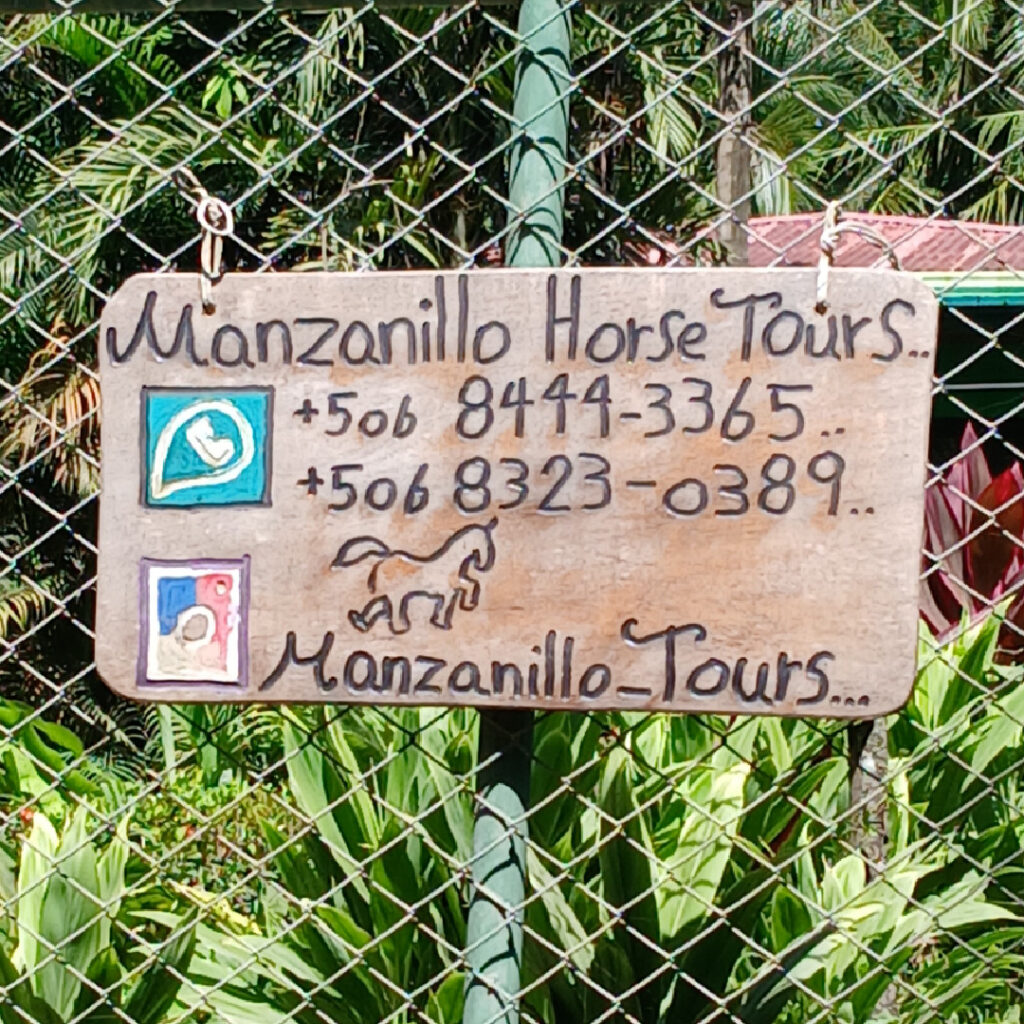 Manzanillo Horse Tours..
+506 8444-3365..
+506 8323-0389..
Manzanillo_Tours...